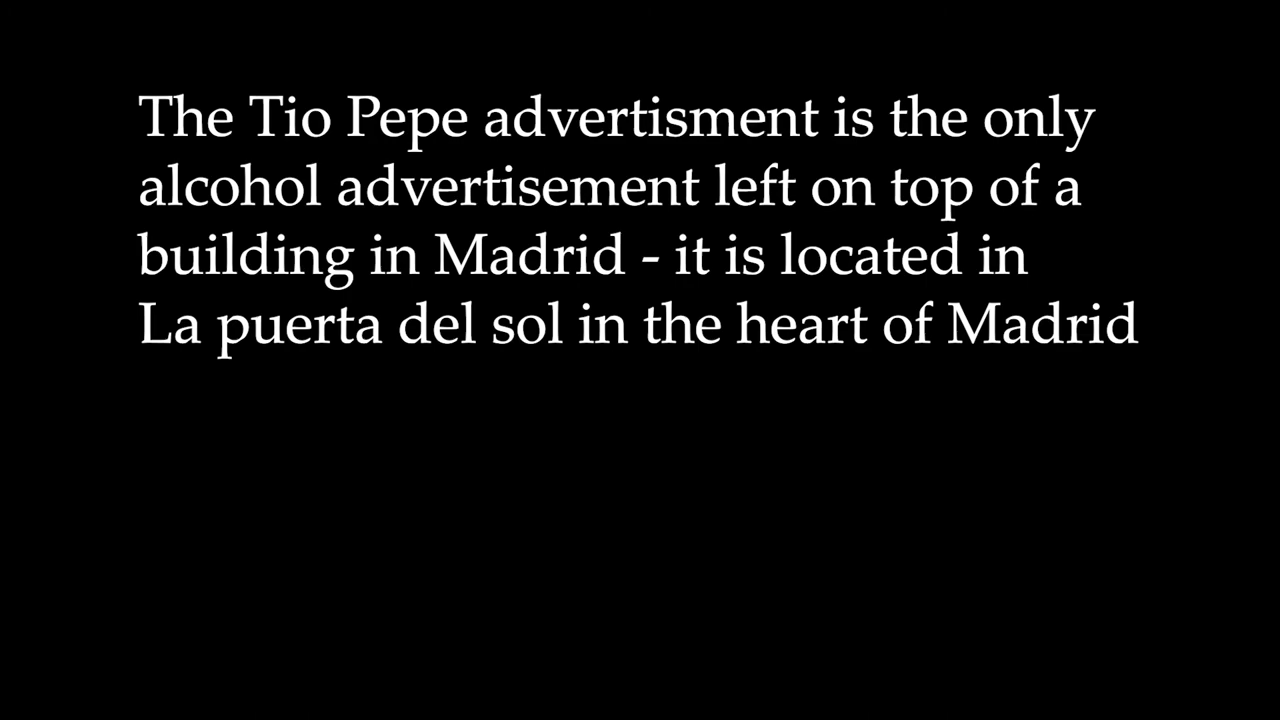 The Tio Pepe advertisment is the only
alcohol advertisement left on top of a
building in Madrid - it is located in
La puerta del sol in the heart of Madrid